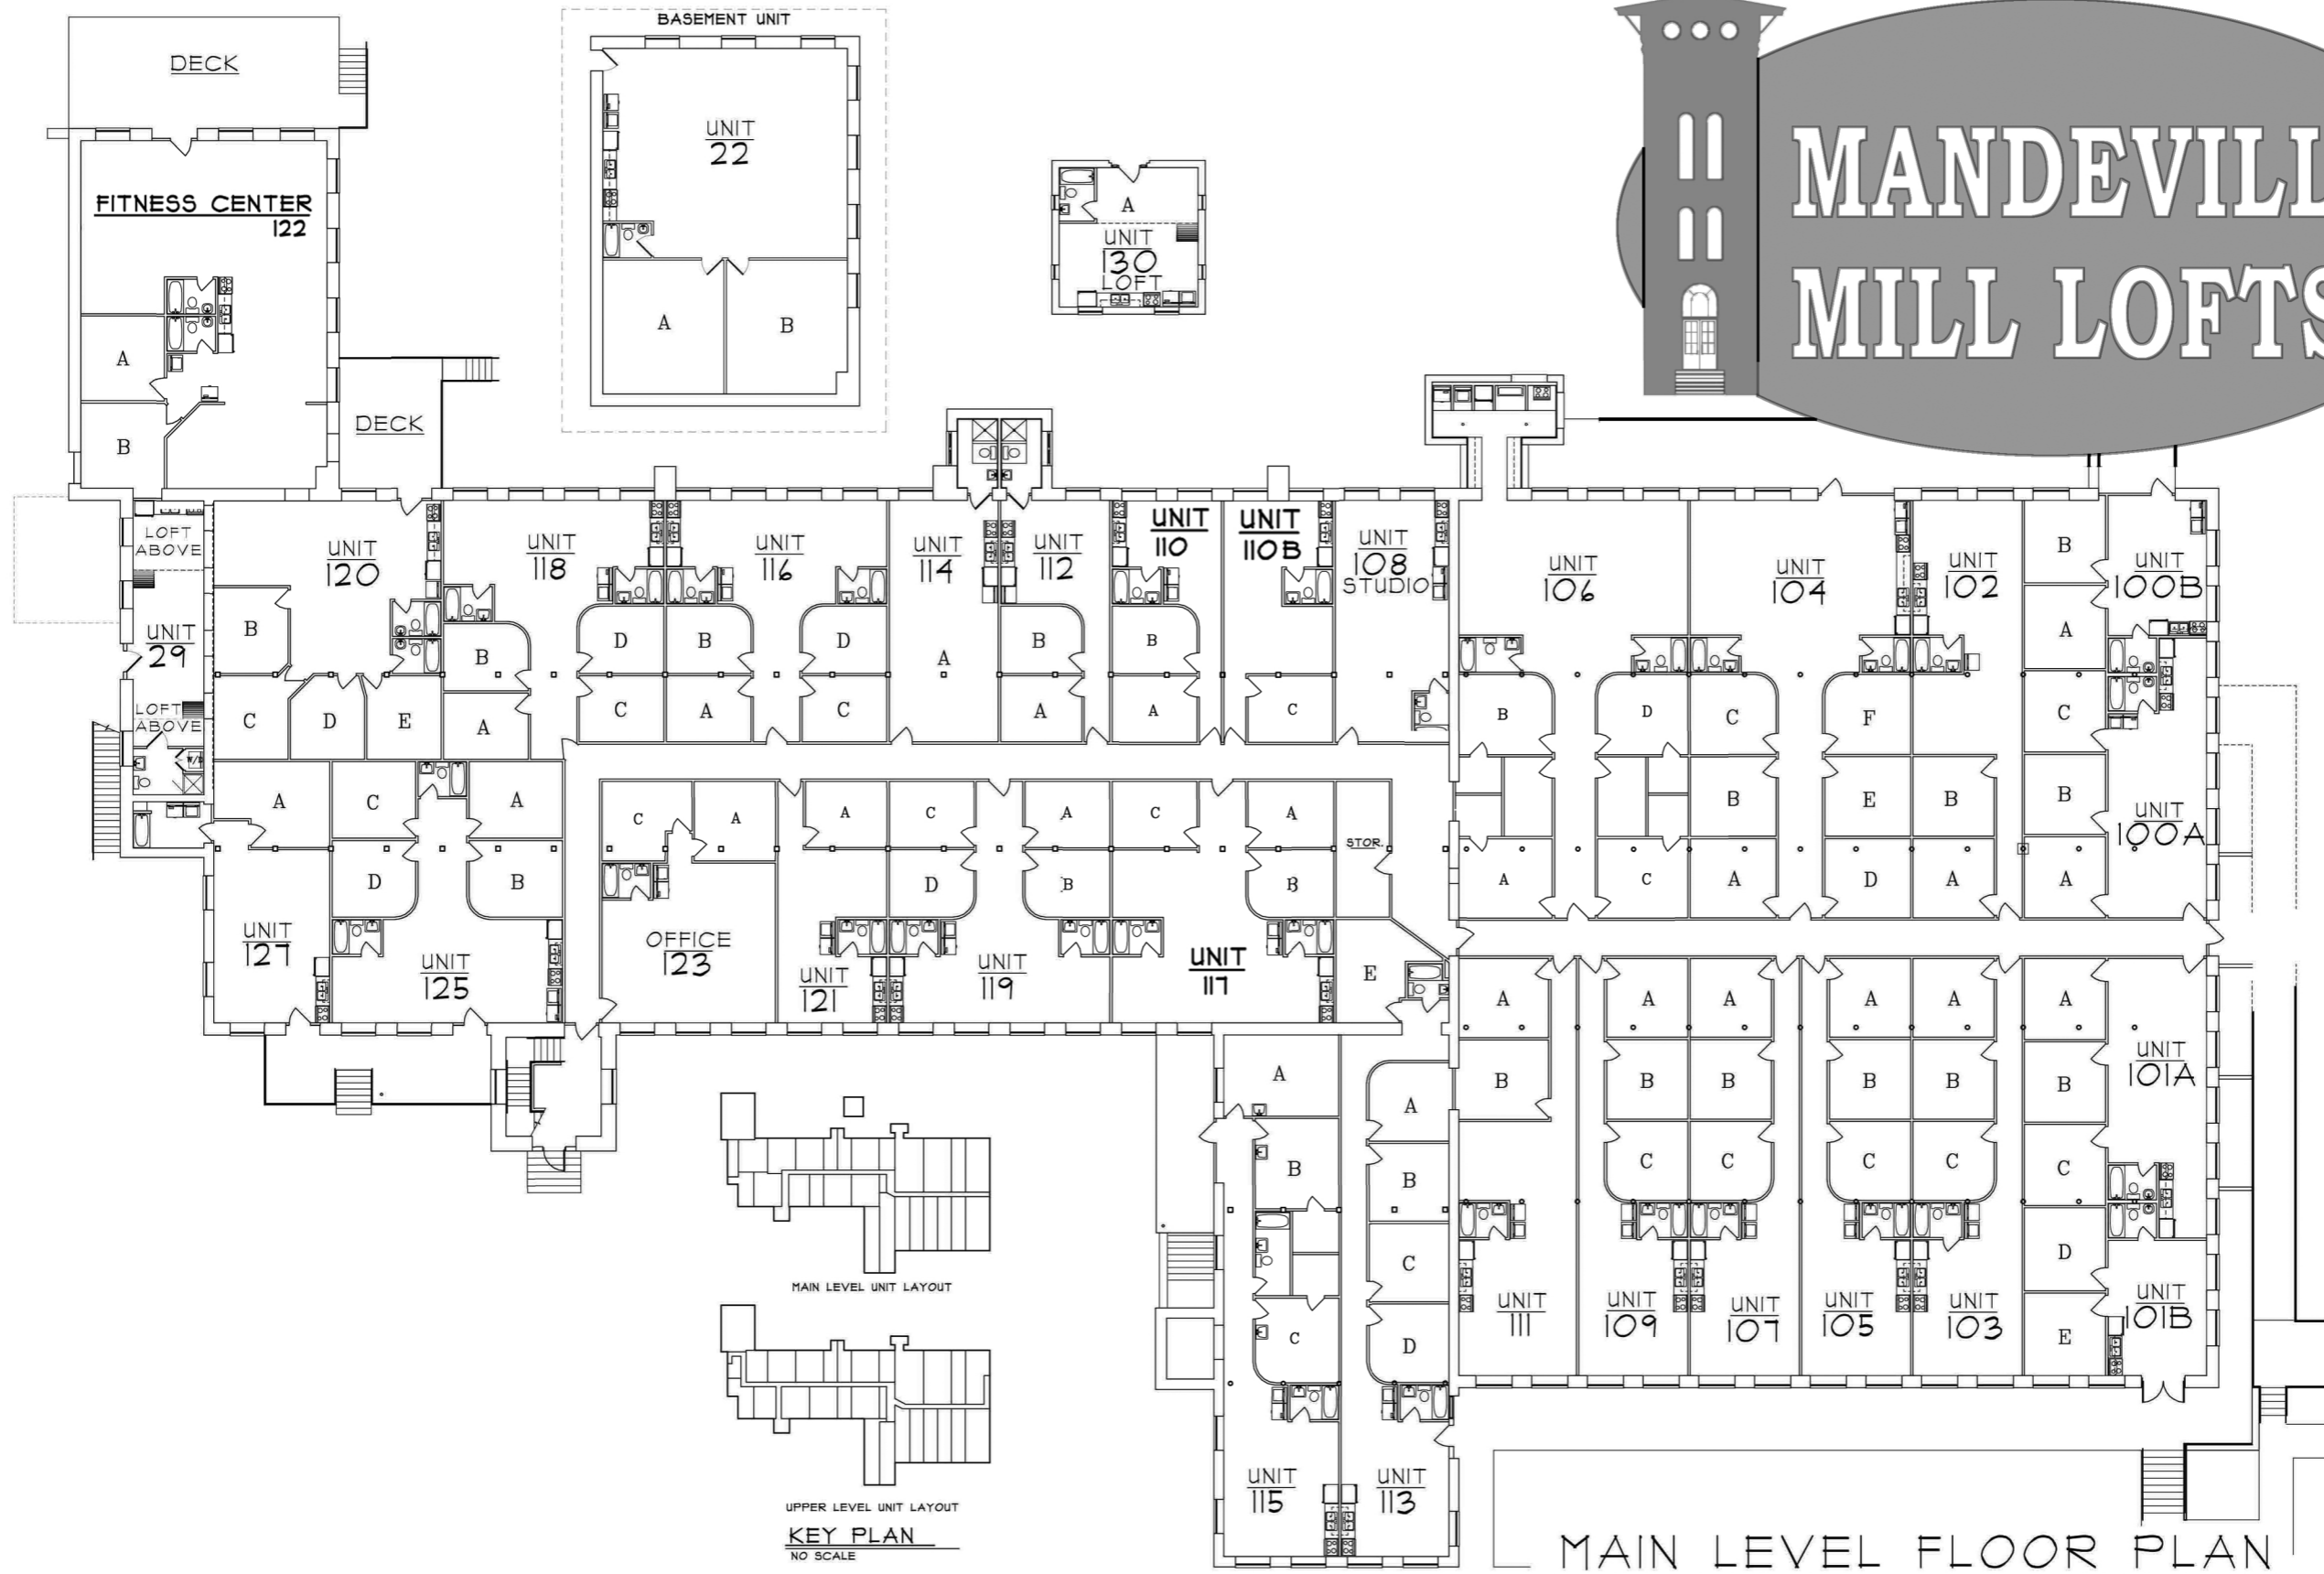 BASEMENT UNIT
DECK
UNIT
22
A
B
FITNESS CENTER
122
A
B
DECK
A
UNIT
130
LOFT
MANDEVILL
MILL LOFTS
LOFT
ABOVE
UNIT
29
LOFT
ABOVE
W/D
UNIT
120
B
C
D
E
UNIT
118
B
A
D
C
UNIT
116
B
A
D
C
UNIT
114
A
UNIT
112
B
A
UNIT
110
B
A
UNIT
110B
C
UNIT
108
STUDIO
UNIT
106
B
D
A
C
UNIT
104
C
F
B
E
A
D
UNIT
102
B
A
B
A
UNIT
100B
C
B
A
UNIT
100A
A
UNIT
127
C
A
D
B
UNIT
125
C
A
OFFICE
123
A
UNIT
121
C
A
D
B
UNIT
119
C
A
B
STOR.
UNIT
117
E
A
B
UNIT
111
A
B
C
UNIT
109
A
B
C
UNIT
107
A
B
C
UNIT
105
A
B
C
UNIT
103
A
B
C
UNIT
101A
D
E
UNIT
101B
A
B
C
UNIT
115
A
B
C
D
UNIT
113
MAIN LEVEL UNIT LAYOUT
UPPER LEVEL UNIT LAYOUT
KEY PLAN
NO SCALE
MAIN LEVEL FLOOR PLAN